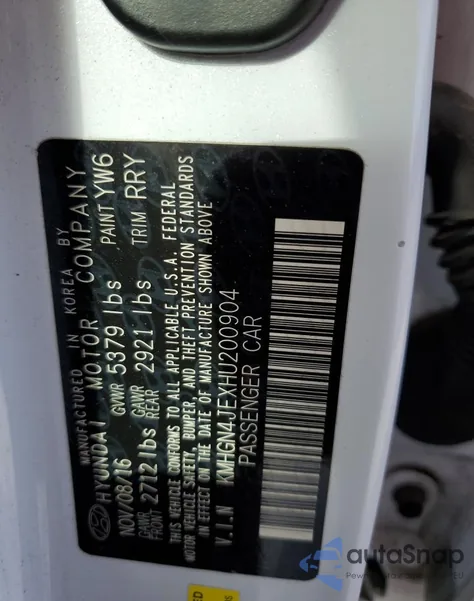 MANUFACTURED IN KOREA BY
HYUNDAI MOTOR COMPANY
NOV/08/16 GVWR 5379 lbs PAINT YW6
GAWR FRONT 2712 lbs GAWR REAR 2921 lbs TRIM RRY
THIS VEHICLE CONFORMS TO ALL APPLICABLE U.S.A. FEDERAL
MOTOR VEHICLE SAFETY, BUMPER, AND THEFT PREVENTION STANDARDS IN EFFECT
ON THE DATE OF MANUFACTURE SHOWN ABOVE
V.I.N KMHGN4JEXHU200904
PASSENGER CAR
autoSnap